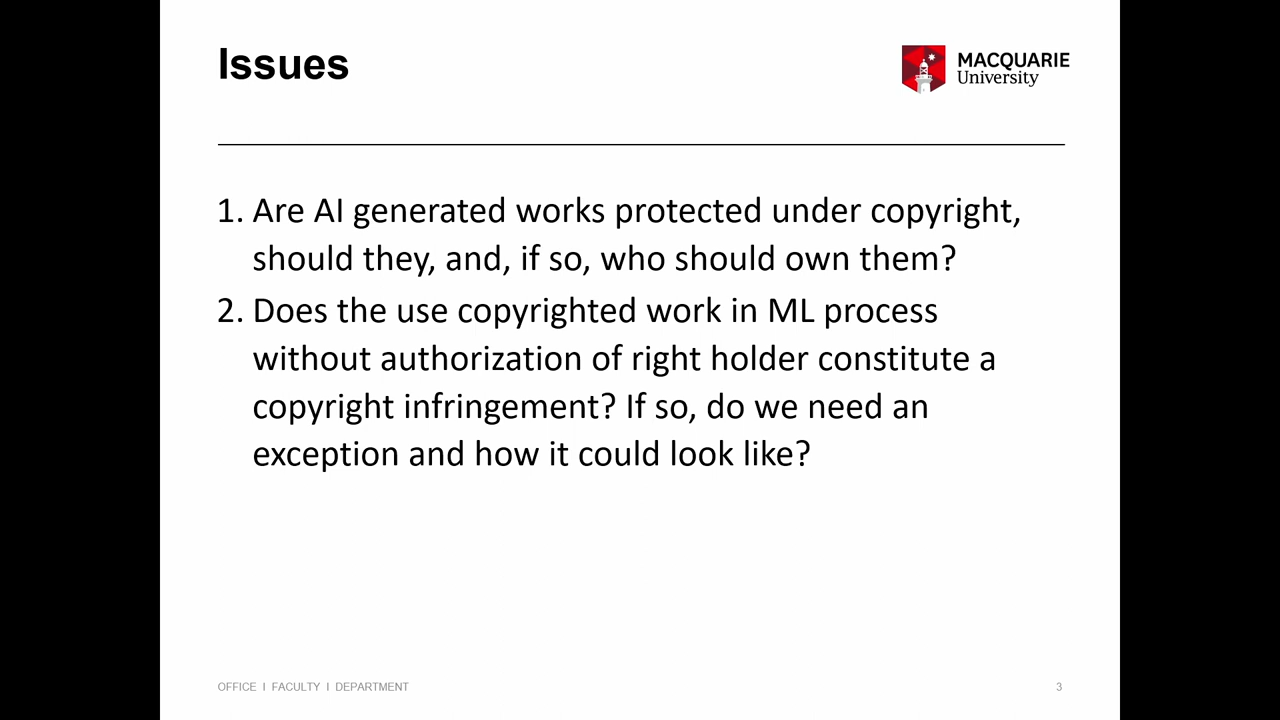 Issues
MACQUARIE
University
1. Are AI generated works protected under copyright,
should they, and, if so, who should own them?
2. Does the use copyrighted work in ML process
without authorization of right holder constitute a
copyright infringement? If so, do we need an
exception and how it could look like?
OFFICE I FACULTY I DEPARTMENT
3